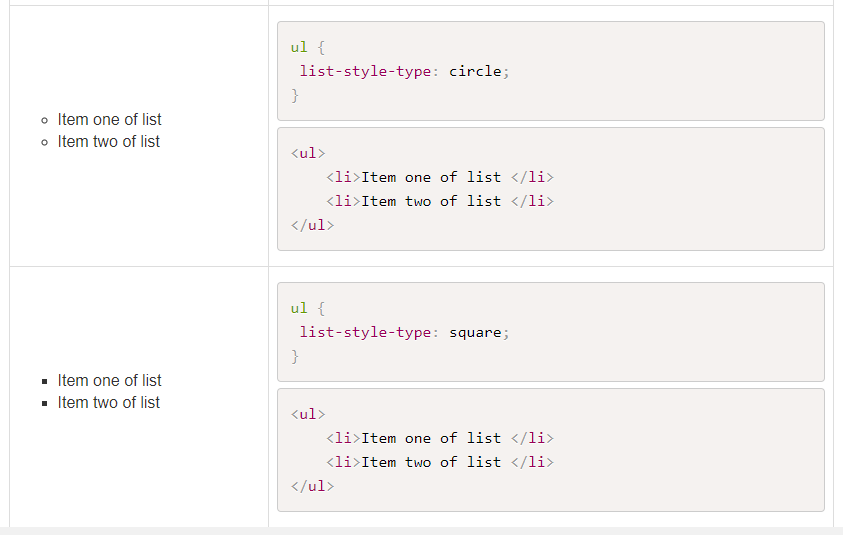 ul {
 list-style-type: circle;
}
Item one of list
Item two of list
<ul>
    <li>Item one of list </li>
    <li>Item two of list </li>
</ul>
ul {
 list-style-type: square;
}
Item one of list
Item two of list
<ul>
    <li>Item one of list </li>
    <li>Item two of list </li>
</ul>